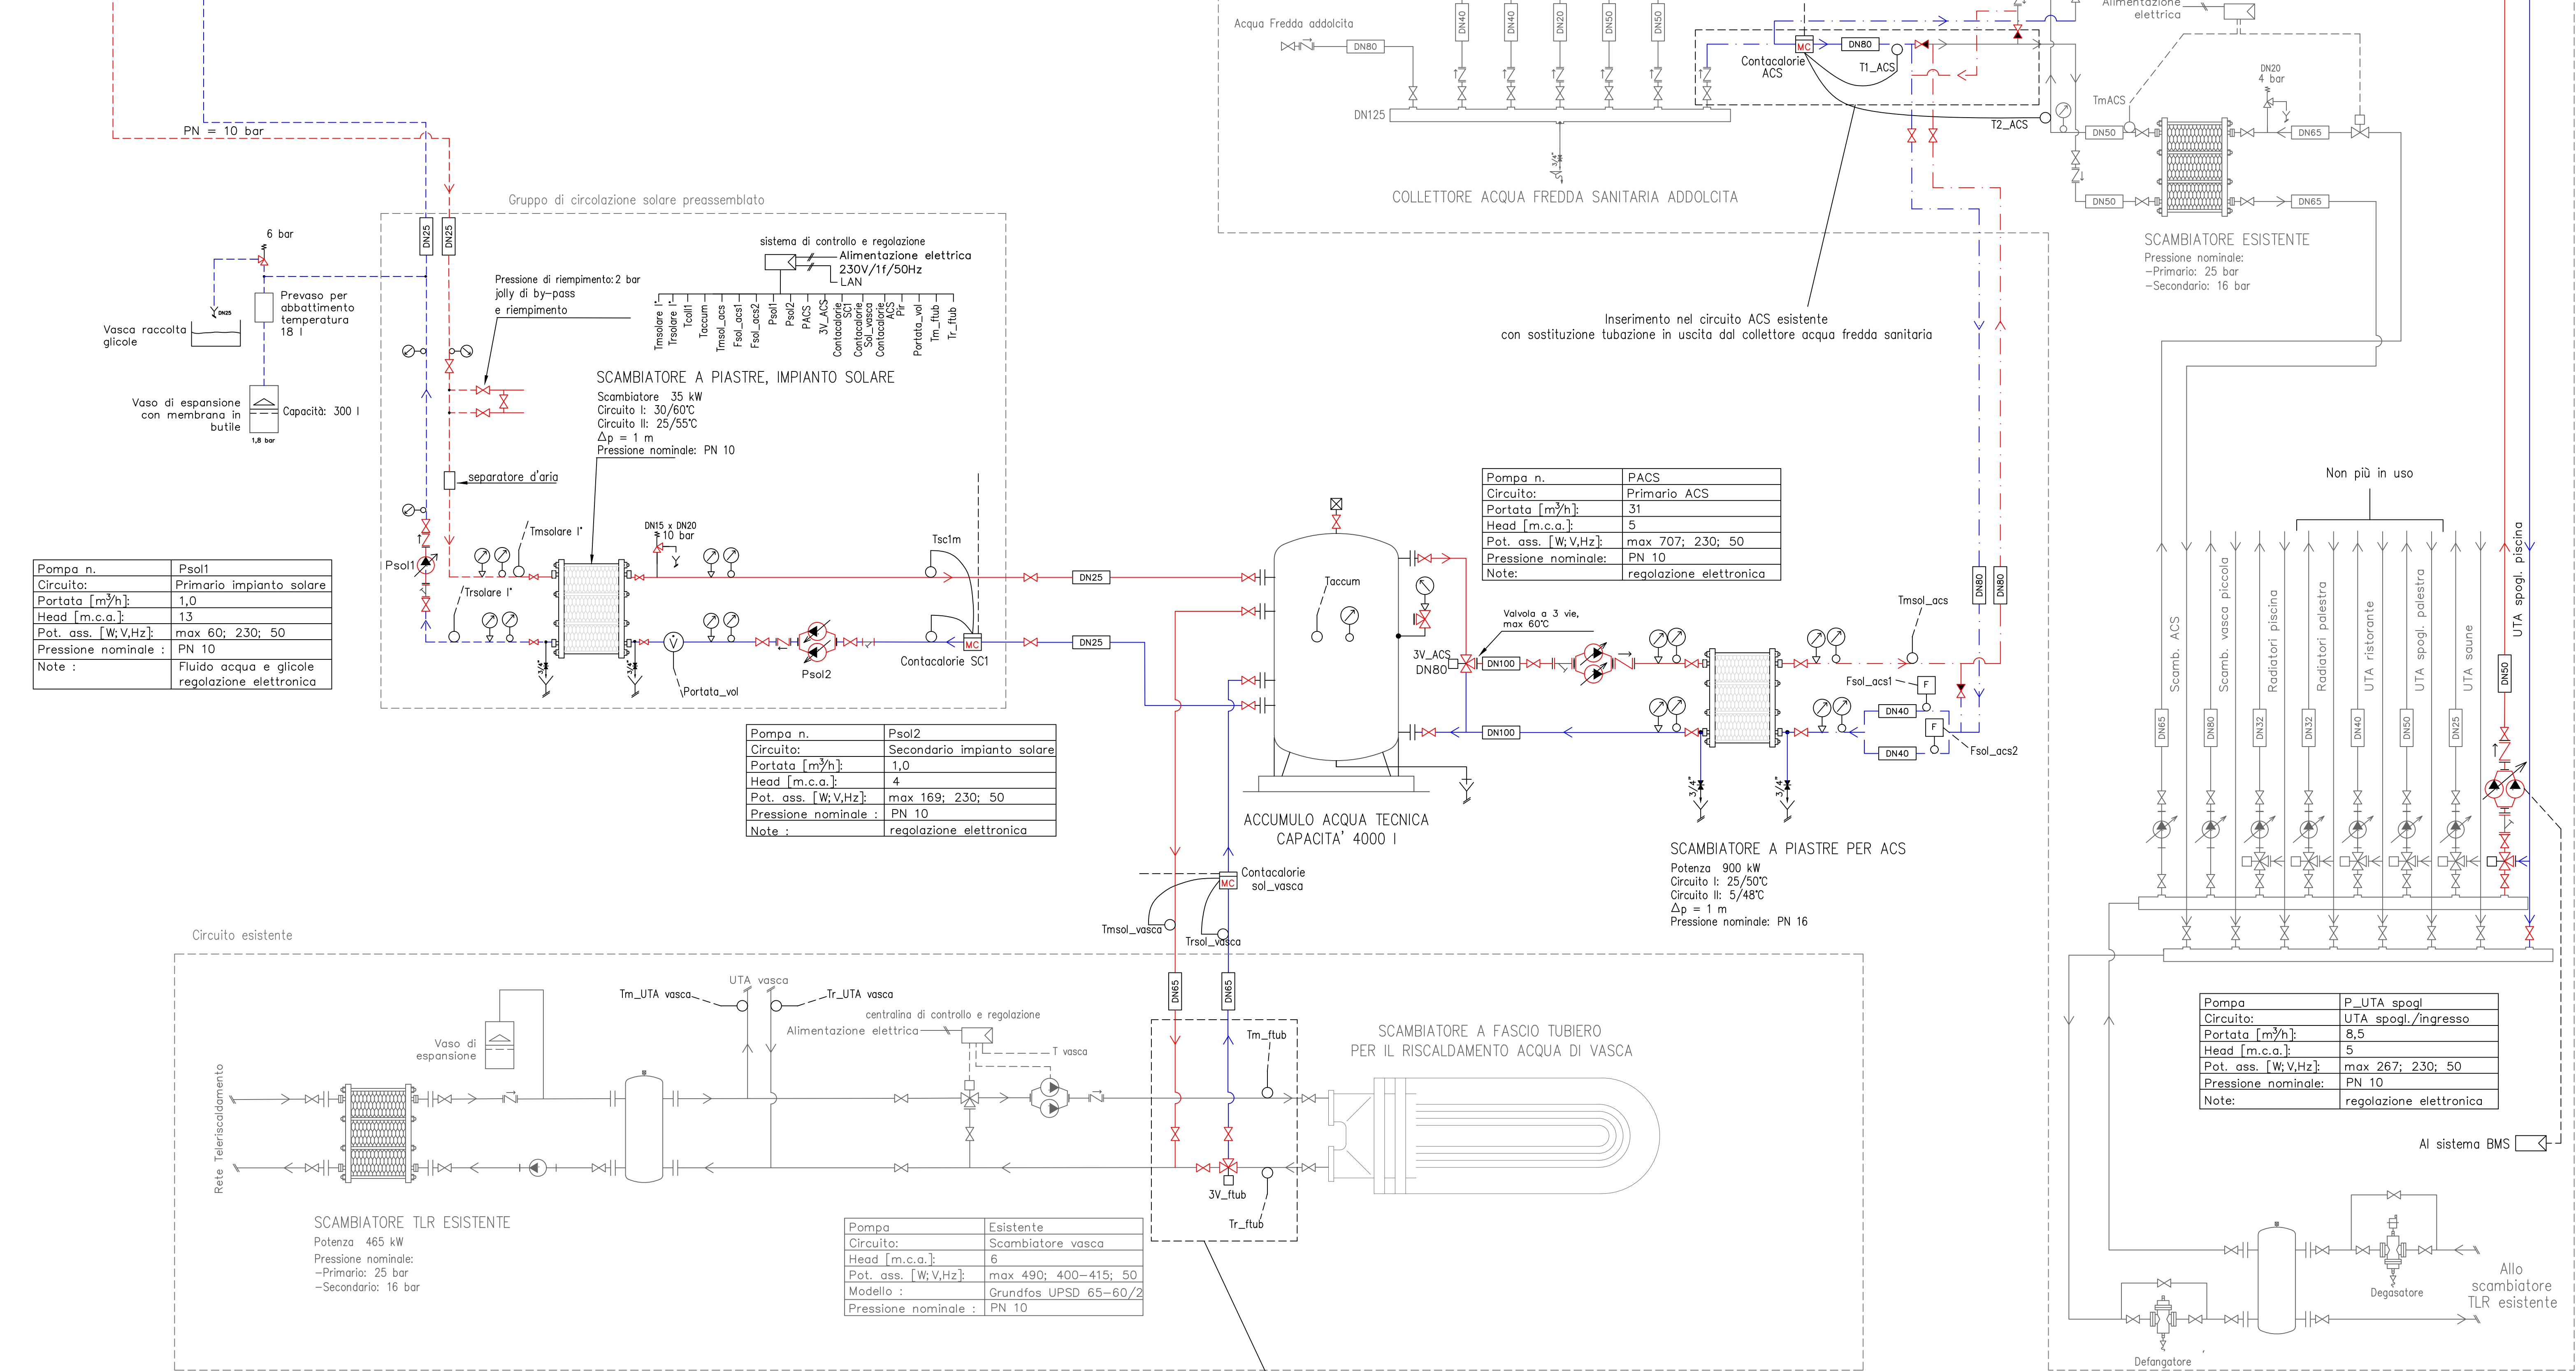 PN = 10 bar
Gruppo di circolazione solare preassemblato
6 bar
DN25
DN25
sistema di controllo e regolazione
Alimentazione elettrica
230V/1f/50Hz
LAN
Pressione di riempimento: 2 bar
jolly di by-pass
e riempimento
Prevaso per
abbattimento
temperatura
18 l
DN25
Vasca raccolta
glicole
Tmsolare I°
Trsolare I°
Tcoll1
Taccum
Tmsol_acs
Fsol_acs1
Fsol_acs2
Psol1
Psol2
PACS
3V_ACS
Contacalorie
SC1
Contacalorie
Sol_vasca
Contacalorie
ACS
Pir
Portata_vol
Tm_ftub
Tr_ftub
SCAMBIATORE A PIASTRE, IMPIANTO SOLARE
Scambiatore 35 kW
Circuito I: 30/60°C
Circuito II: 25/55°C
Δp = 1 m
Pressione nominale: PN 10
Vaso di espansione
con membrana in
butile
Capacità: 300 l
1,8 bar
separatore d'aria
Tmsolare I°
DN15 x DN20
10 bar
Tsc1m
Psol1
Trsolare I°
3/4"
3/4"
V
Portata_vol
Psol2
MC
Contacalorie SC1
DN25
DN25
Pompa n. Psol1
Circuito: Primario impianto solare
Portata [m³/h]: 1,0
Head [m.c.a.]: 13
Pot. ass. [W;V,Hz]: max 60; 230; 50
Pressione nominale : PN 10
Note : Fluido acqua e glicole
regolazione elettronica
Pompa n. Psol2
Circuito: Secondario impianto solare
Portata [m³/h]: 1,0
Head [m.c.a.]: 4
Pot. ass. [W;V,Hz]: max 169; 230; 50
Pressione nominale : PN 10
Note : regolazione elettronica
Acqua Fredda addolcita
DN80
DN40
DN40
DN20
DN50
DN50
DN125
3/4"
COLLETTORE ACQUA FREDDA SANITARIA ADDOLCITA
MC
Contacalorie
ACS
DN80
T1_ACS
T2_ACS
Inserimento nel circuito ACS esistente
con sostituzione tubazione in uscita dal collettore acqua fredda sanitaria
Alimentazione
elettrica
DN20
4 bar
TmACS
DN50
DN65
DN50
DN65
SCAMBIATORE ESISTENTE
Pressione nominale:
-Primario: 25 bar
-Secondario: 16 bar
Pompa n. PACS
Circuito: Primario ACS
Portata [m³/h]: 31
Head [m.c.a.]: 5
Pot. ass. [W;V,Hz]: max 707; 230; 50
Pressione nominale: PN 10
Note: regolazione elettronica
Taccum
Valvola a 3 vie,
max 60°C
3V_ACS
DN80
DN100
DN100
Tmsol_acs
Fsol_acs1
F
DN40
F
Fsol_acs2
DN40
DN80
DN80
3/4"
3/4"
ACCUMULO ACQUA TECNICA
CAPACITA' 4000 l
SCAMBIATORE A PIASTRE PER ACS
Potenza 900 kW
Circuito I: 25/50°C
Circuito II: 5/48°C
Δp = 1 m
Pressione nominale: PN 16
Contacalorie
sol_vasca
MC
Tmsol_vasca
Trsol_vasca
DN65
DN65
Non più in uso
Scamb. ACS
Scamb. vasca piccola
Radiatori piscina
Radiatori palestra
UTA ristorante
UTA spogl. palestra
UTA saune
UTA spogl. piscina
DN65
DN80
DN32
DN32
DN40
DN50
DN25
DN50
Circuito esistente
UTA vasca
Tm_UTA vasca
Tr_UTA vasca
centralina di controllo e regolazione
Alimentazione elettrica
T vasca
Vaso di
espansione
Rete Teleriscaldamento
Tm_ftub
3V_ftub
Tr_ftub
SCAMBIATORE A FASCIO TUBIERO
PER IL RISCALDAMENTO ACQUA DI VASCA
SCAMBIATORE TLR ESISTENTE
Potenza 465 kW
Pressione nominale:
-Primario: 25 bar
-Secondario: 16 bar
Pompa Esistente
Circuito: Scambiatore vasca
Head [m.c.a.]: 6
Pot. ass. [W;V,Hz]: max 490; 400-415; 50
Modello : Grundfos UPSD 65-60/2
Pressione nominale : PN 10
Pompa P_UTA spogl
Circuito: UTA spogl./ingresso
Portata [m³/h]: 8,5
Head [m.c.a.]: 5
Pot. ass. [W;V,Hz]: max 267; 230; 50
Pressione nominale: PN 10
Note: regolazione elettronica
Al sistema BMS
Degasatore
Defangatore
Allo
scambiatore
TLR esistente